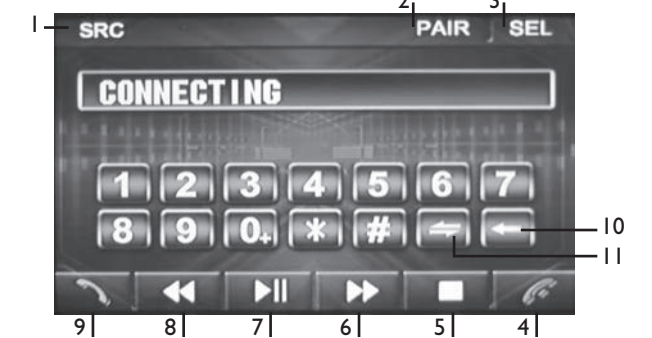 2 3
1 SRC PAIR SEL
CONNECTING
1 2 3 4 5 6 7
8 9 0+ * # 10
11
9 8 7 6 5 4